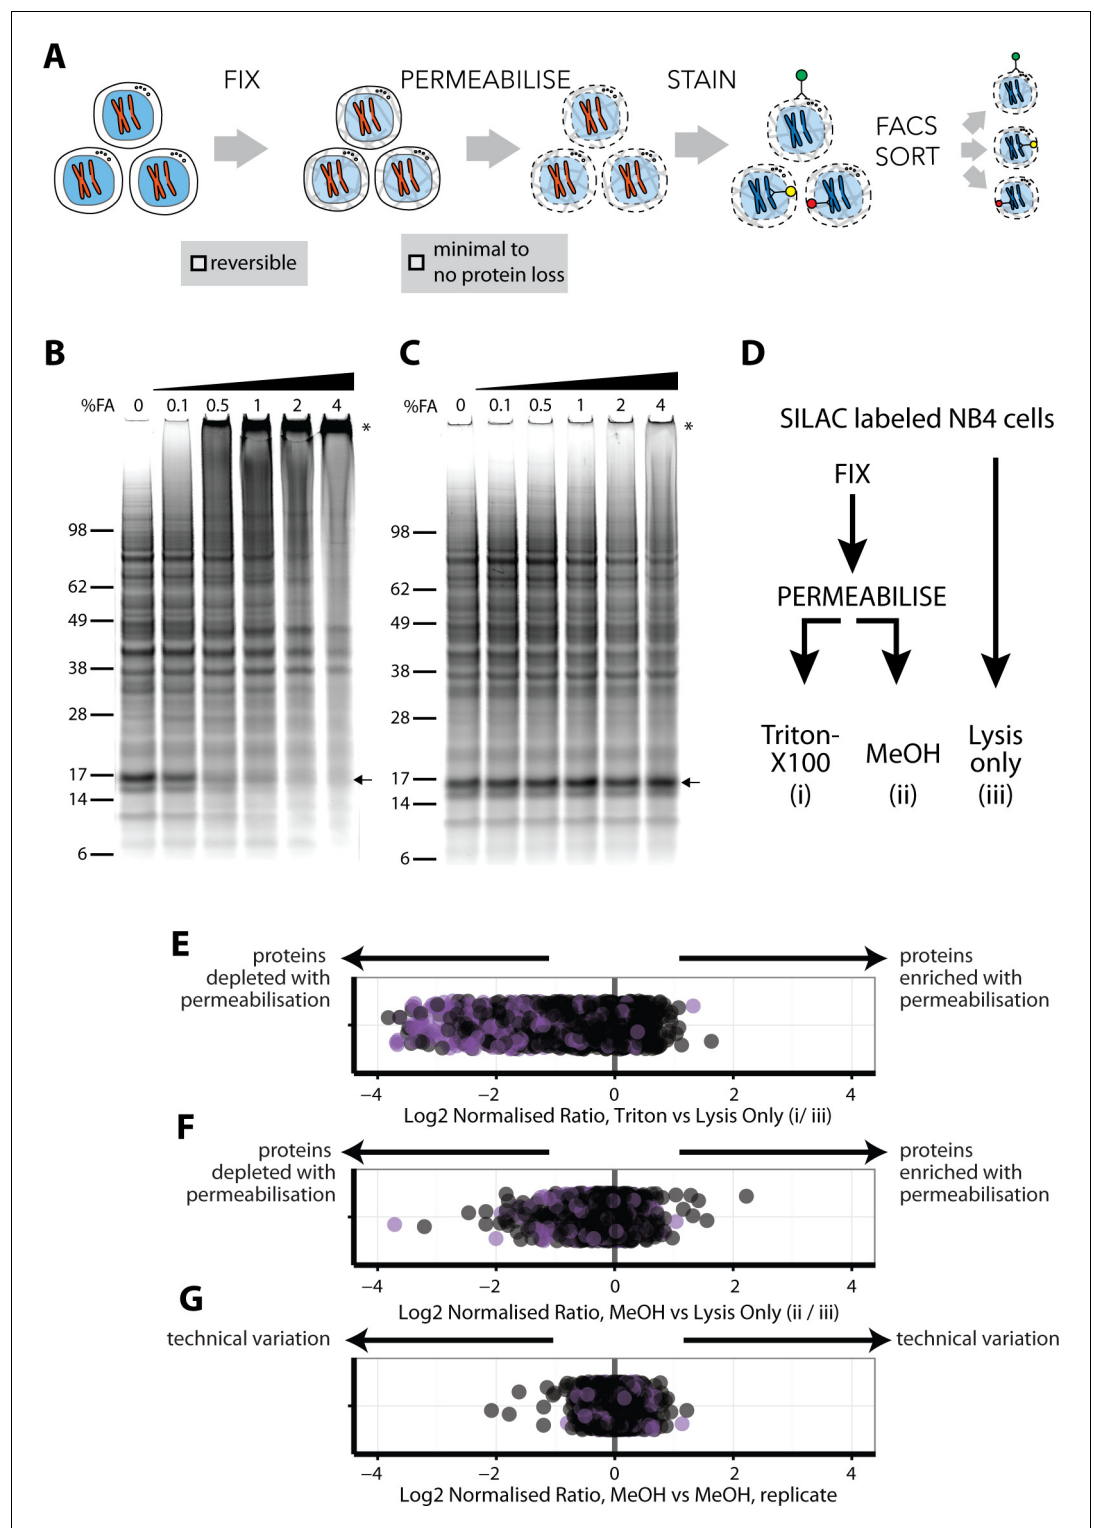 A
FIX
PERMEABILISE
STAIN
FACS
SORT
reversible
minimal to
no protein loss
B
%FA 0 0.1 0.5 1 2 4
*
98
62
49
38
28
17
14
6
C
%FA 0 0.1 0.5 1 2 4
*
98
62
49
38
28
17
14
6
D
SILAC labeled NB4 cells
FIX
PERMEABILISE
Triton-
X100
(i)
MeOH
(ii)
Lysis
only
(iii)
E
proteins
depleted with
permeabilisation
proteins
enriched with
permeabilisation
−4 −2 0 2 4
Log2 Normalised Ratio, Triton vs Lysis Only (i/ iii)
F
proteins
depleted with
permeabilisation
proteins
enriched with
permeabilisation
−4 −2 0 2 4
Log2 Normalised Ratio, MeOH vs Lysis Only (ii / iii)
G
technical variation
technical variation
−4 −2 0 2 4
Log2 Normalised Ratio, MeOH vs MeOH, replicate